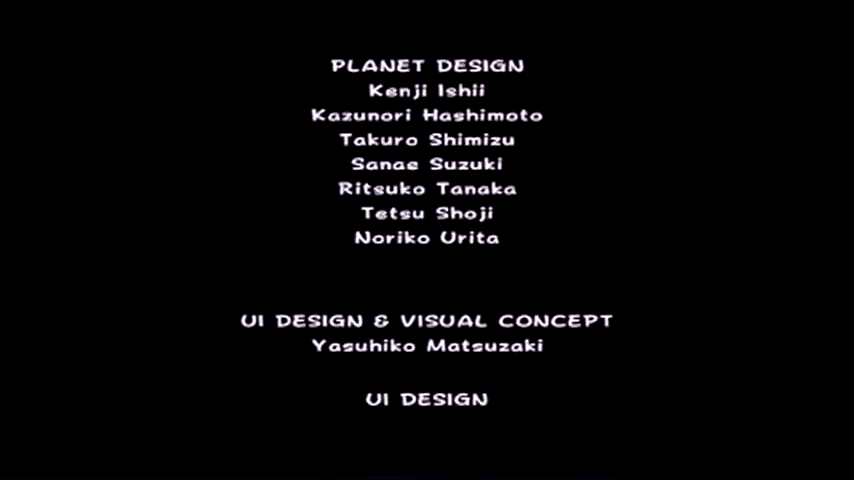 PLANET DESIGN
Kenji Ishii
Kazunori Hashimoto
Takuro Shimizu
Sanae Suzuki
Ritsuko Tanaka
Tetsu Shoji
Noriko Urita
UI DESIGN & VISUAL CONCEPT
Yasuhiko Matsuzaki
UI DESIGN